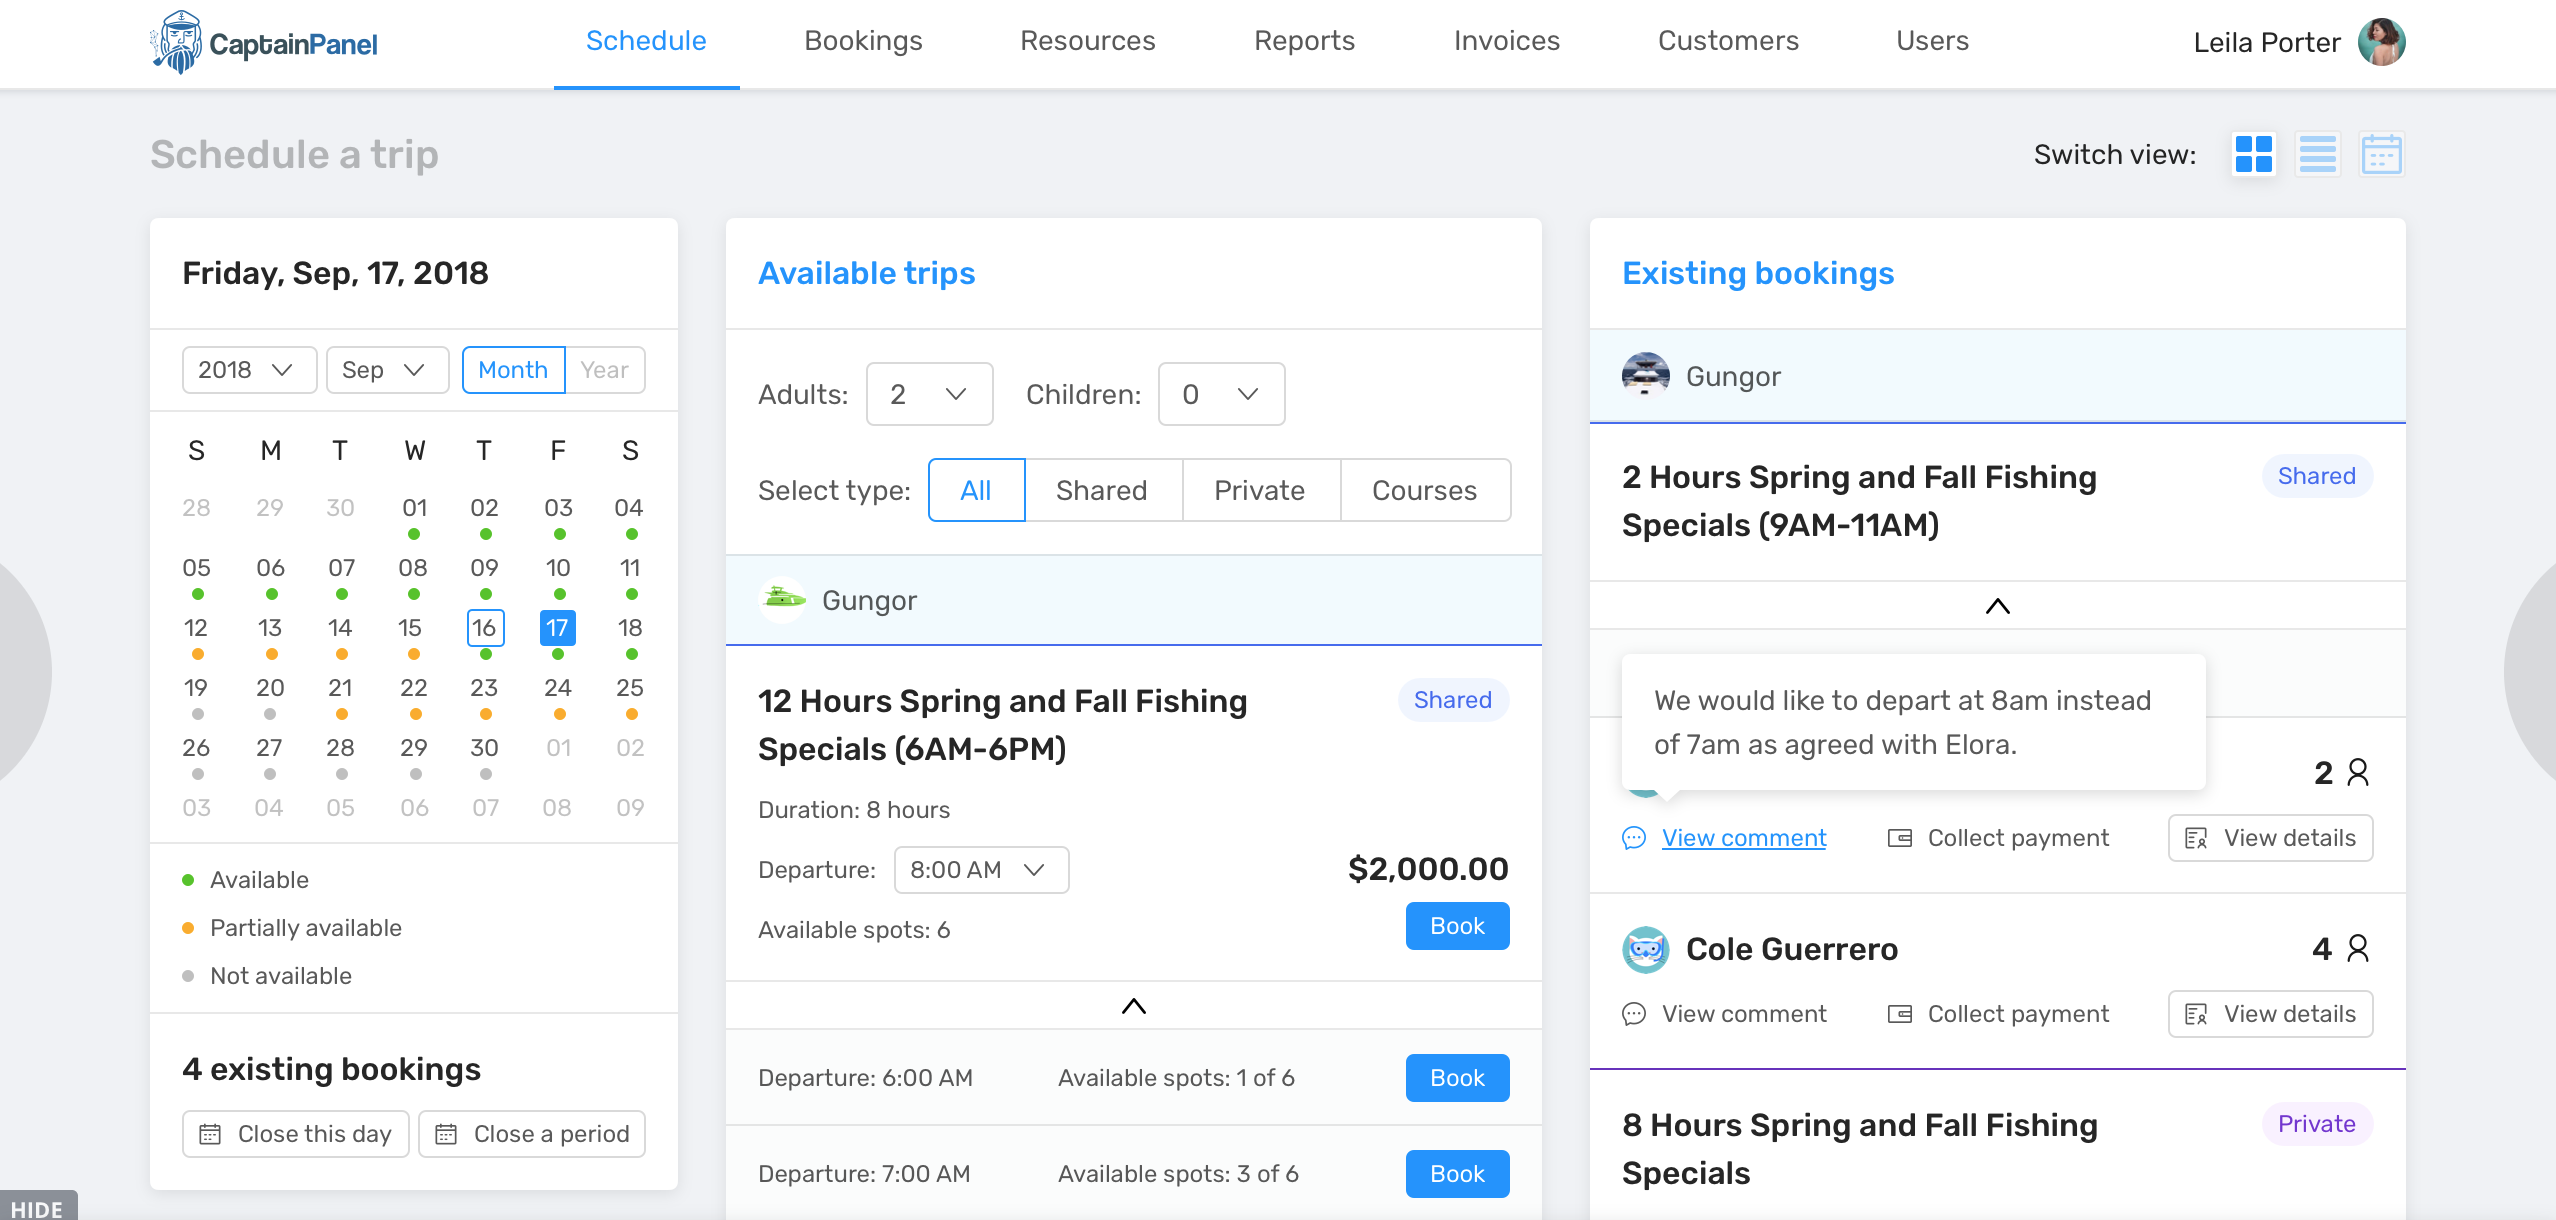 CaptainPanel
Schedule
Bookings
Resources
Reports
Invoices
Customers
Users
Leila Porter
Schedule a trip
Switch view:
Friday, Sep, 17, 2018
2018
Sep
Month
Year
S M T W T F S
28 29 30 01 02 03 04
05 06 07 08 09 10 11
12 13 14 15 16 17 18
19 20 21 22 23 24 25
26 27 28 29 30 01 02
03 04 05 06 07 08 09
Available
Partially available
Not available
4 existing bookings
Close this day
Close a period
HIDE
Available trips
Adults: 2
Children: 0
Select type: All Shared Private Courses
Gungor
12 Hours Spring and Fall Fishing
Specials (6AM-6PM)
Shared
Duration: 8 hours
Departure: 8:00 AM
$2,000.00
Available spots: 6
Book
Departure: 6:00 AM
Available spots: 1 of 6
Book
Departure: 7:00 AM
Available spots: 3 of 6
Book
Existing bookings
Gungor
2 Hours Spring and Fall Fishing
Specials (9AM-11AM)
Shared
We would like to depart at 8am instead
of 7am as agreed with Elora.
2
View comment
Collect payment
View details
Cole Guerrero
4
View comment
Collect payment
View details
8 Hours Spring and Fall Fishing
Specials
Private